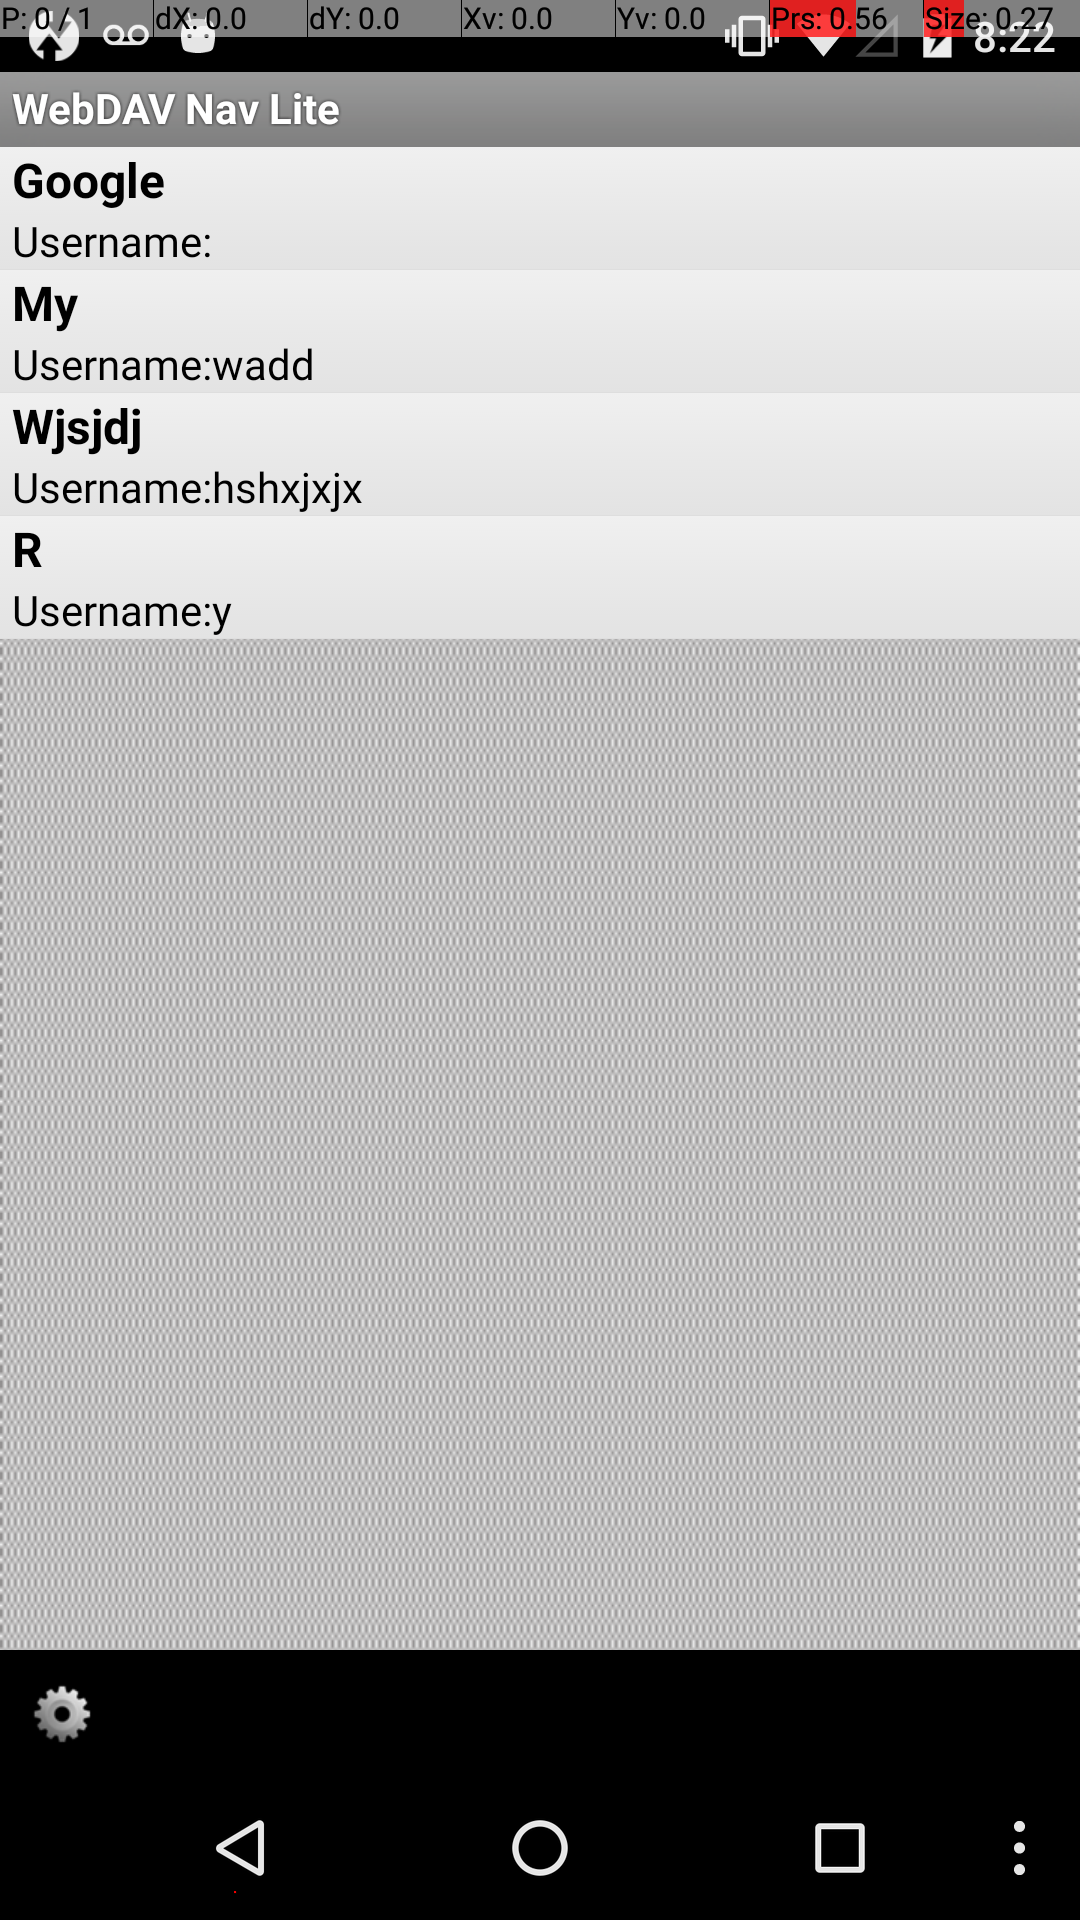 P: 0 / 1 dX: 0.0 dY: 0.0 Xv: 0.0 Yv: 0.0 Prs: 0.56 Size: 0.27
8:22
WebDAV Nav Lite
Google
Username:
My
Username:wadd
Wjsjdj
Username:hshxjxjx
R
Username:y